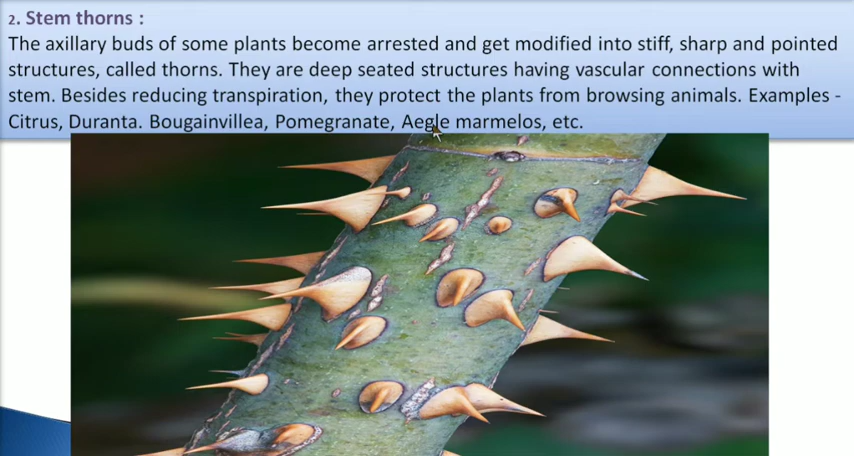 2. Stem thorns :
The axillary buds of some plants become arrested and get modified into stiff, sharp and pointed
structures, called thorns. They are deep seated structures having vascular connections with
stem. Besides reducing transpiration, they protect the plants from browsing animals. Examples -
Citrus, Duranta. Bougainvillea, Pomegranate, Aegle marmelos, etc.